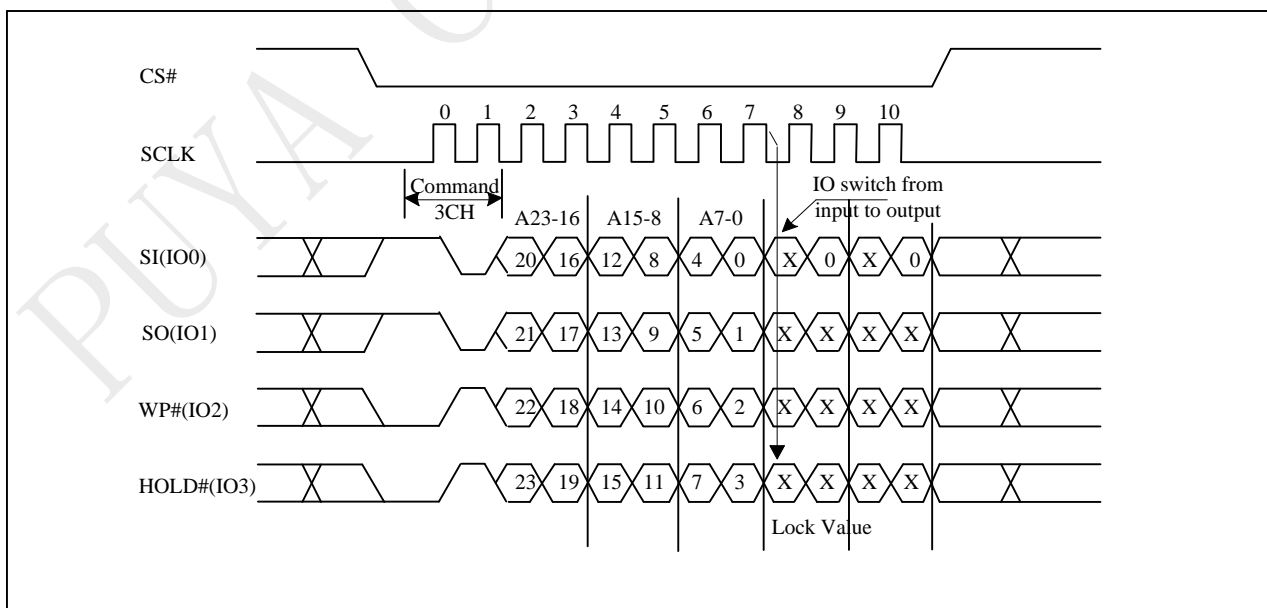 PUYA
CS#
0 1 2 3 4 5 6 7 8 9 10
SCLK
Command
3CH
IO switch from
input to output
A23-16 A15-8 A7-0
SI(IO0) 20 16 12 8 4 0 X 0 X 0
SO(IO1) 21 17 13 9 5 1 X X X X
WP#(IO2) 22 18 14 10 6 2 X X X X
HOLD#(IO3) 23 19 15 11 7 3 X X X X
Lock Value